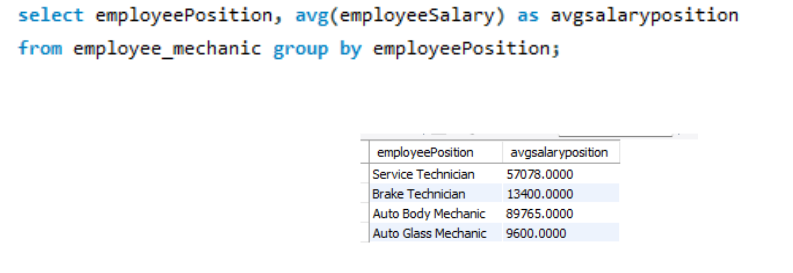 select employeePosition, avg(employeeSalary) as avgsalaryposition
from employee_mechanic group by employeePosition;
employeePosition avgsalaryposition
Service Technician 57078.0000
Brake Technician 13400.0000
Auto Body Mechanic 89765.0000
Auto Glass Mechanic 9600.0000